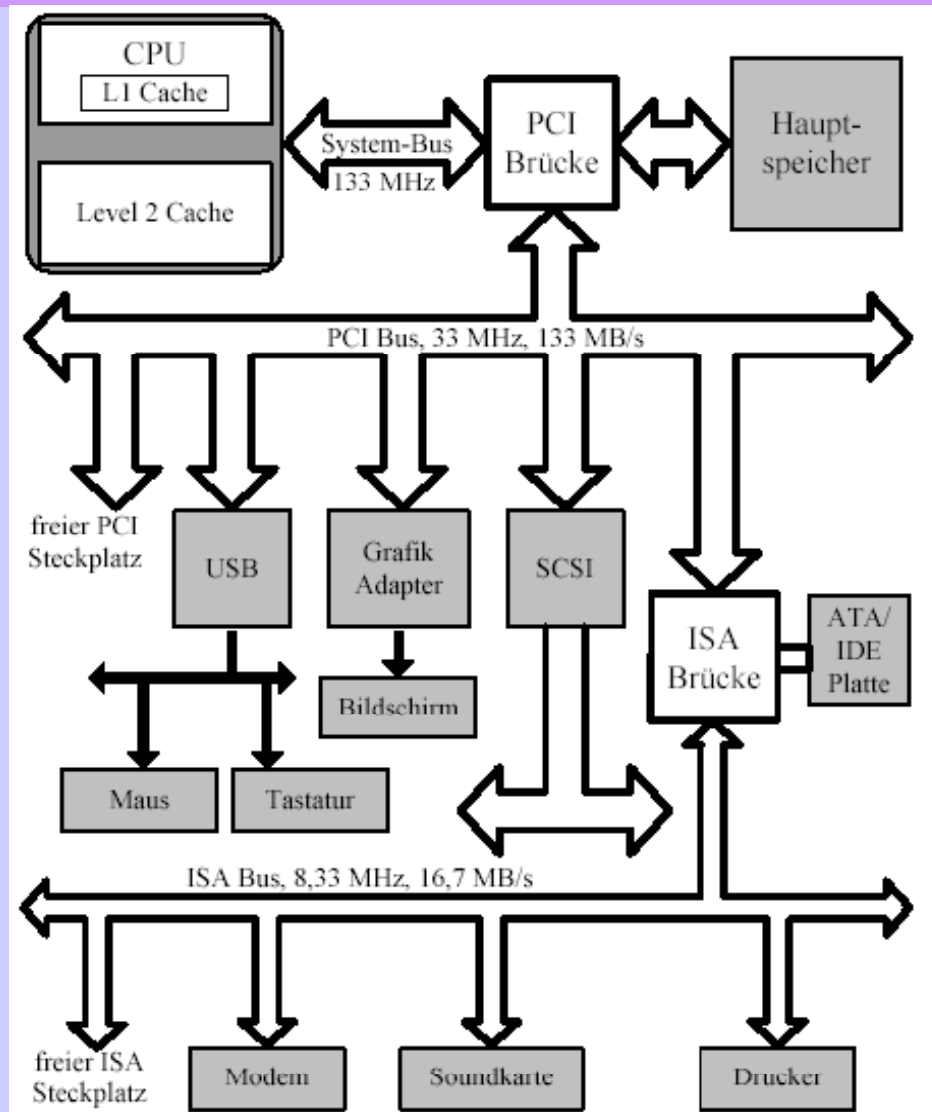 CPU
L1 Cache
Level 2 Cache
System-Bus
133 MHz
PCI
Brücke
Haupt-
speicher
PCI Bus, 33 MHz, 133 MB/s
freier PCI
Steckplatz
USB
Grafik
Adapter
SCSI
ISA
Brücke
ATA/
IDE
Platte
Bildschirm
Maus
Tastatur
ISA Bus, 8,33 MHz, 16,7 MB/s
freier ISA
Steckplatz
Modem
Soundkarte
Drucker